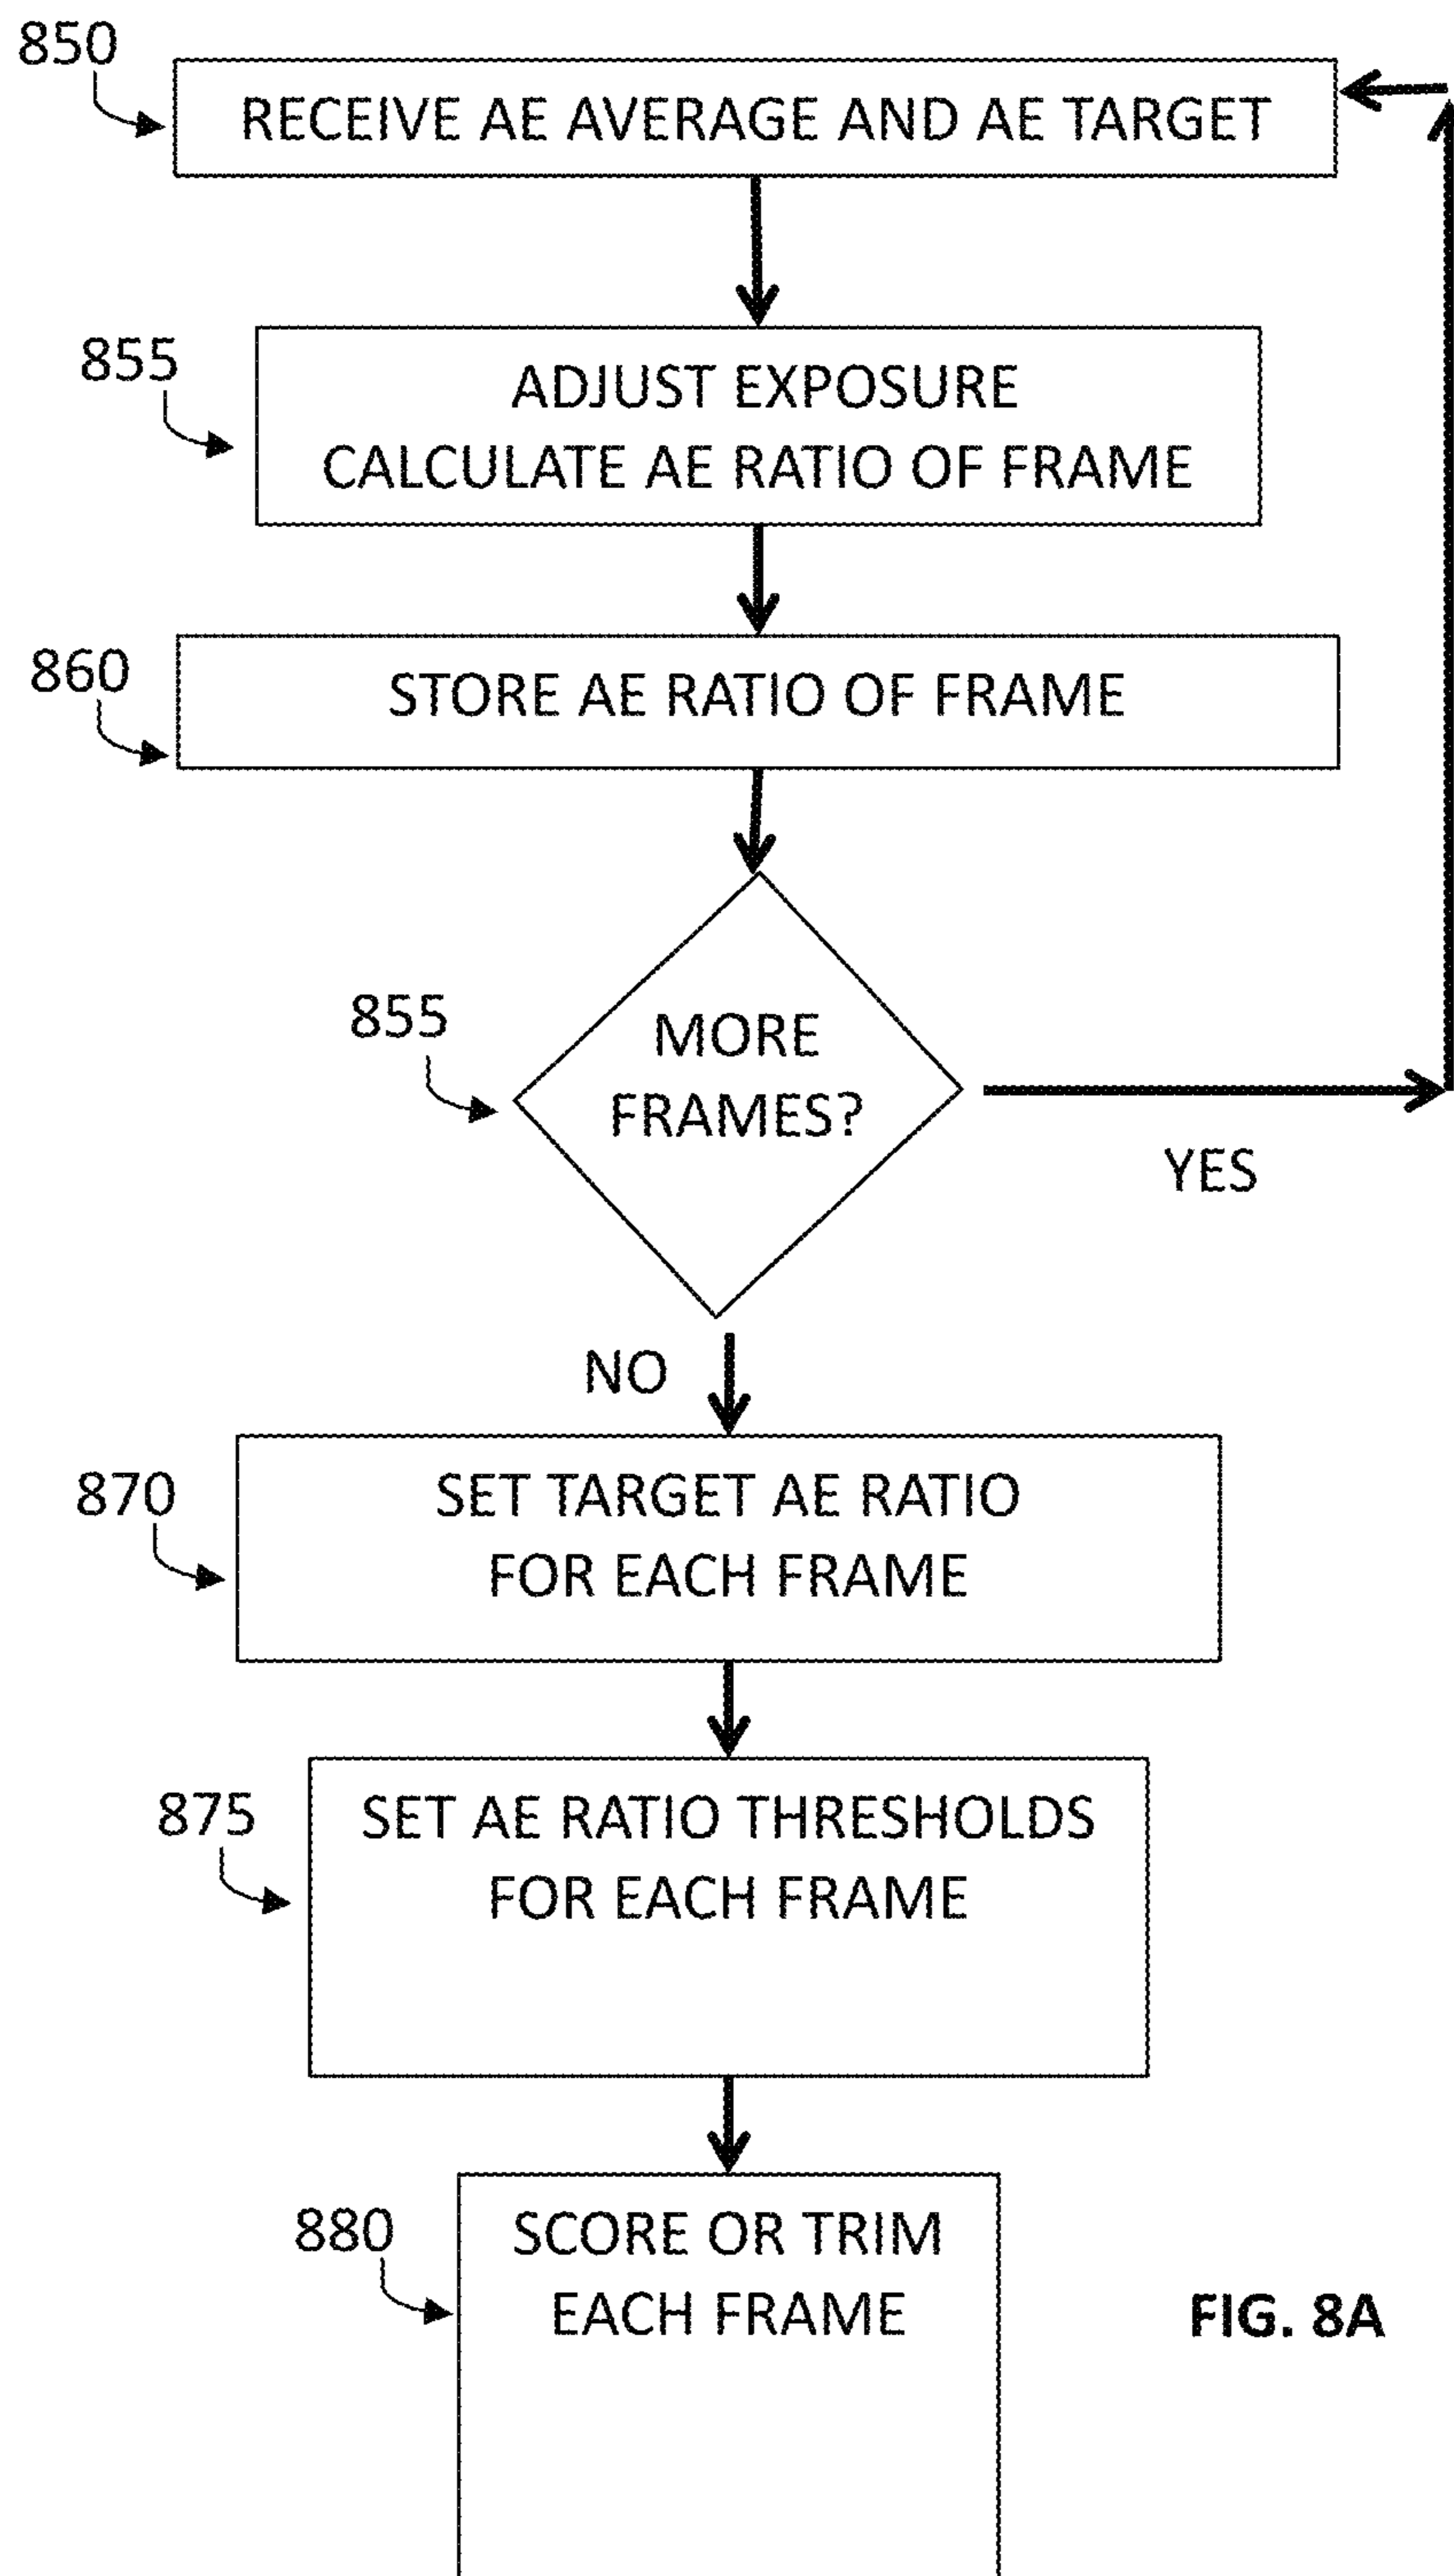 850
RECEIVE AE AVERAGE AND AE TARGET
855
ADJUST EXPOSURE
CALCULATE AE RATIO OF FRAME
860
STORE AE RATIO OF FRAME
855
MORE
FRAMES?
YES
NO
870
SET TARGET AE RATIO
FOR EACH FRAME
875
SET AE RATIO THRESHOLDS
FOR EACH FRAME
880
SCORE OR TRIM
EACH FRAME
FIG. 8A